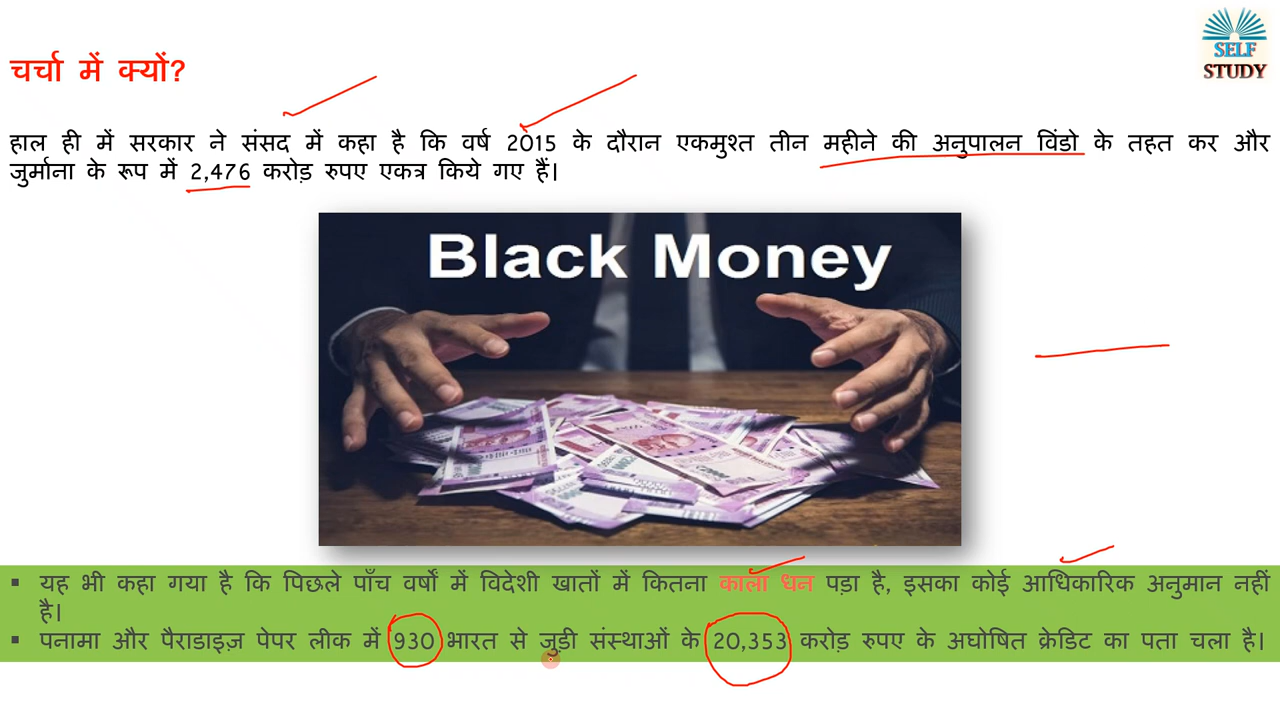 SELF
STUDY
चर्चा में क्यों?
हाल ही में सरकार ने संसद में कहा है कि वर्ष 2015 के दौरान एकमुश्त तीन महीने की अनुपालन विंडो के तहत कर और
जुर्माना के रूप में 2,476 करोड़ रुपए एकत्र किये गए हैं।
Black Money
▪ यह भी कहा गया है कि पिछले पाँच वर्षों में विदेशी खातों में कितना काला धन पड़ा है, इसका कोई आधिकारिक अनुमान नहीं
है।
▪ पनामा और पैराडाइज़ पेपर लीक में 930 भारत से जुडी संस्थाओं के 20,353 करोड़ रुपए के अघोषित क्रेडिट का पता चला है।